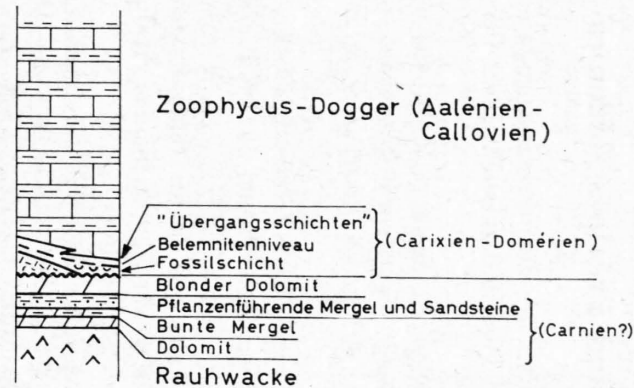 Zoophycus-Dogger (Aalénien-
Callovien)
"Übergangsschichten"
Belemnitenniveau
(Carixien-Domérien)
Fossilschicht
Blonder Dolomit
Pflanzenführende Mergel und Sandsteine
Bunte Mergel
(Carnien?)
Dolomit
Rauhwacke